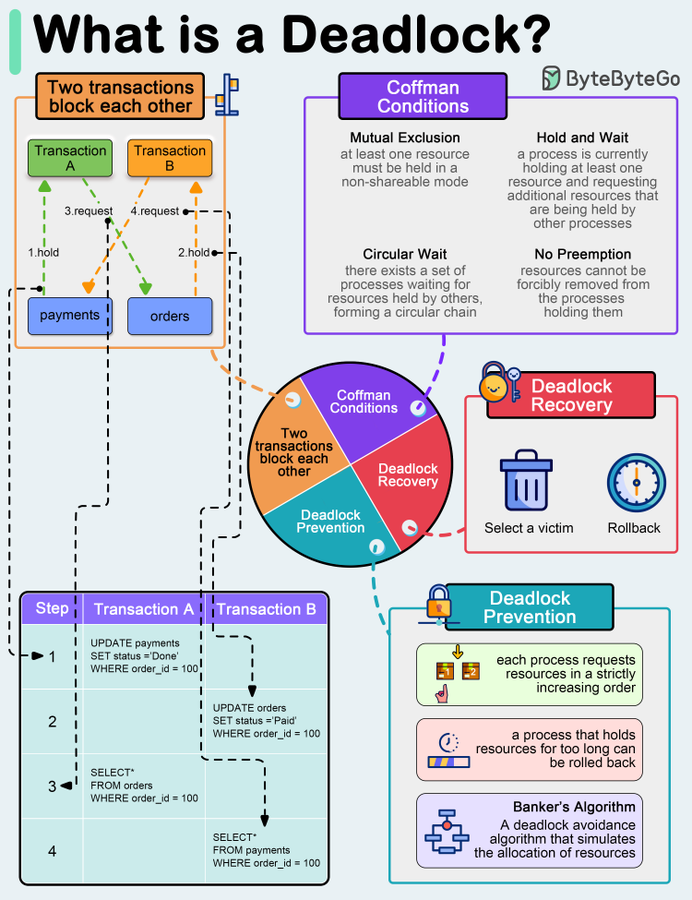 What is a Deadlock?
ByteByteGo
Two transactions
block each other
Transaction
A
Transaction
B
3.request
4.request
1.hold
2.hold
payments
orders
Coffman
Conditions
Mutual Exclusion
at least one resource
must be held in a
non-shareable mode
Hold and Wait
a process is currently
holding at least one
resource and requesting
additional resources that
are being held by
other processes
Circular Wait
there exists a set of
processes waiting for
resources held by others,
forming a circular chain
No Preemption
resources cannot be
forcibly removed from
the processes
holding them
Coffman
Conditions
Two
transactions
block each
other
Deadlock
Recovery
Deadlock
Prevention
Deadlock
Recovery
Select a victim
Rollback
Step
Transaction A
Transaction B
1
UPDATE payments
SET status ='Done'
WHERE order_id = 100
2
UPDATE orders
SET status ='Paid'
WHERE order_id = 100
3
SELECT*
FROM orders
WHERE order_id = 100
4
SELECT*
FROM payments
WHERE order_id = 100
Deadlock
Prevention
1
2
each process requests
resources in a strictly
increasing order
a process that holds
resources for too long can
be rolled back
Banker's Algorithm
A deadlock avoidance
algorithm that simulates
the allocation of resources